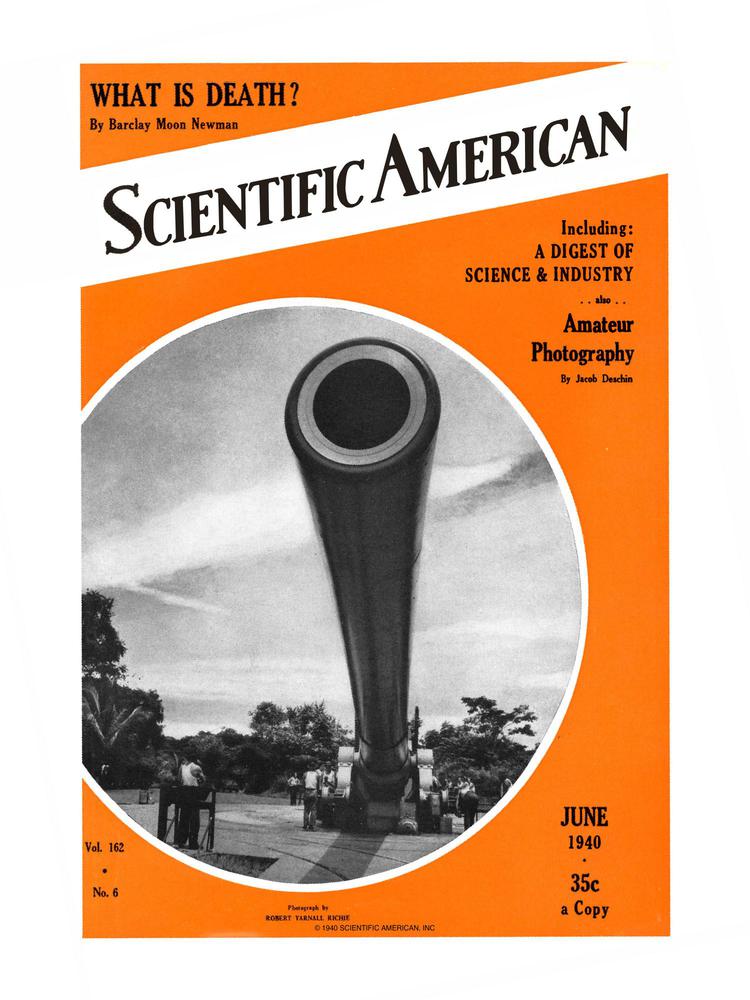 WHAT IS DEATH?
By Barclay Moon Newman
SCIENTIFIC AMERICAN
Including:
A DIGEST OF
SCIENCE & INDUSTRY
. . also . .
Amateur
Photography
By Jacob Deschin
Vol. 162
•
No. 6
JUNE
1940
•
35c
a Copy
Photograph by
ROBERT YARNALL RICHIE
© 1940 SCIENTIFIC AMERICAN, INC